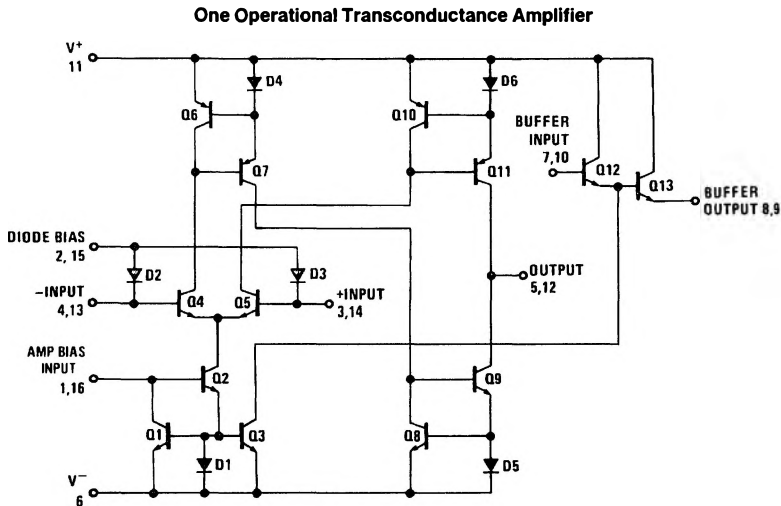 One Operational Transconductance Amplifier
V+
11
D4
D6
Q6
Q10
BUFFER
INPUT
7,10
Q7
Q11
Q12
Q13
BUFFER
OUTPUT 8,9
DIODE BIAS
2, 15
D2
D3
OUTPUT
5,12
–INPUT
4,13
Q4
Q5
+INPUT
3,14
AMP BIAS
INPUT
1,16
Q2
Q9
Q1
Q3
Q8
D1
D5
V–
6